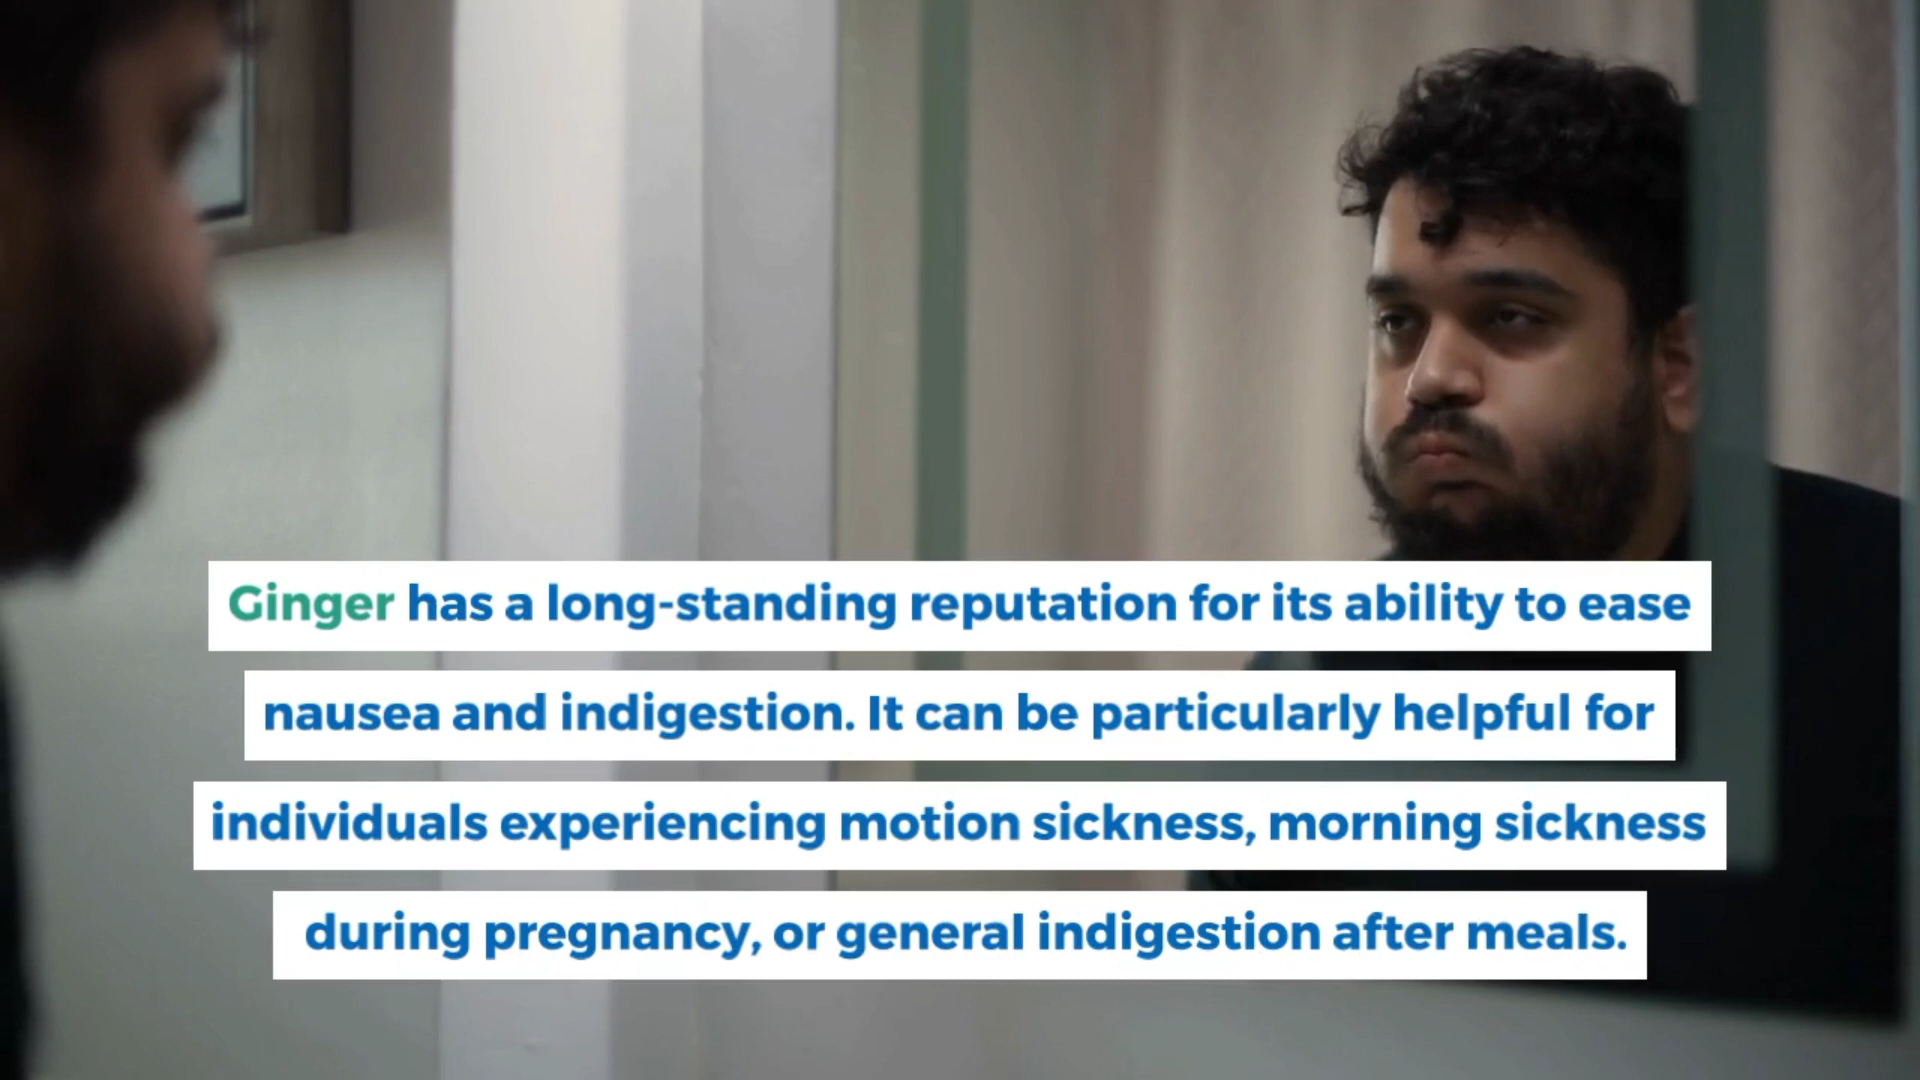 Ginger has a long-standing reputation for its ability to ease
nausea and indigestion. It can be particularly helpful for
individuals experiencing motion sickness, morning sickness
during pregnancy, or general indigestion after meals.